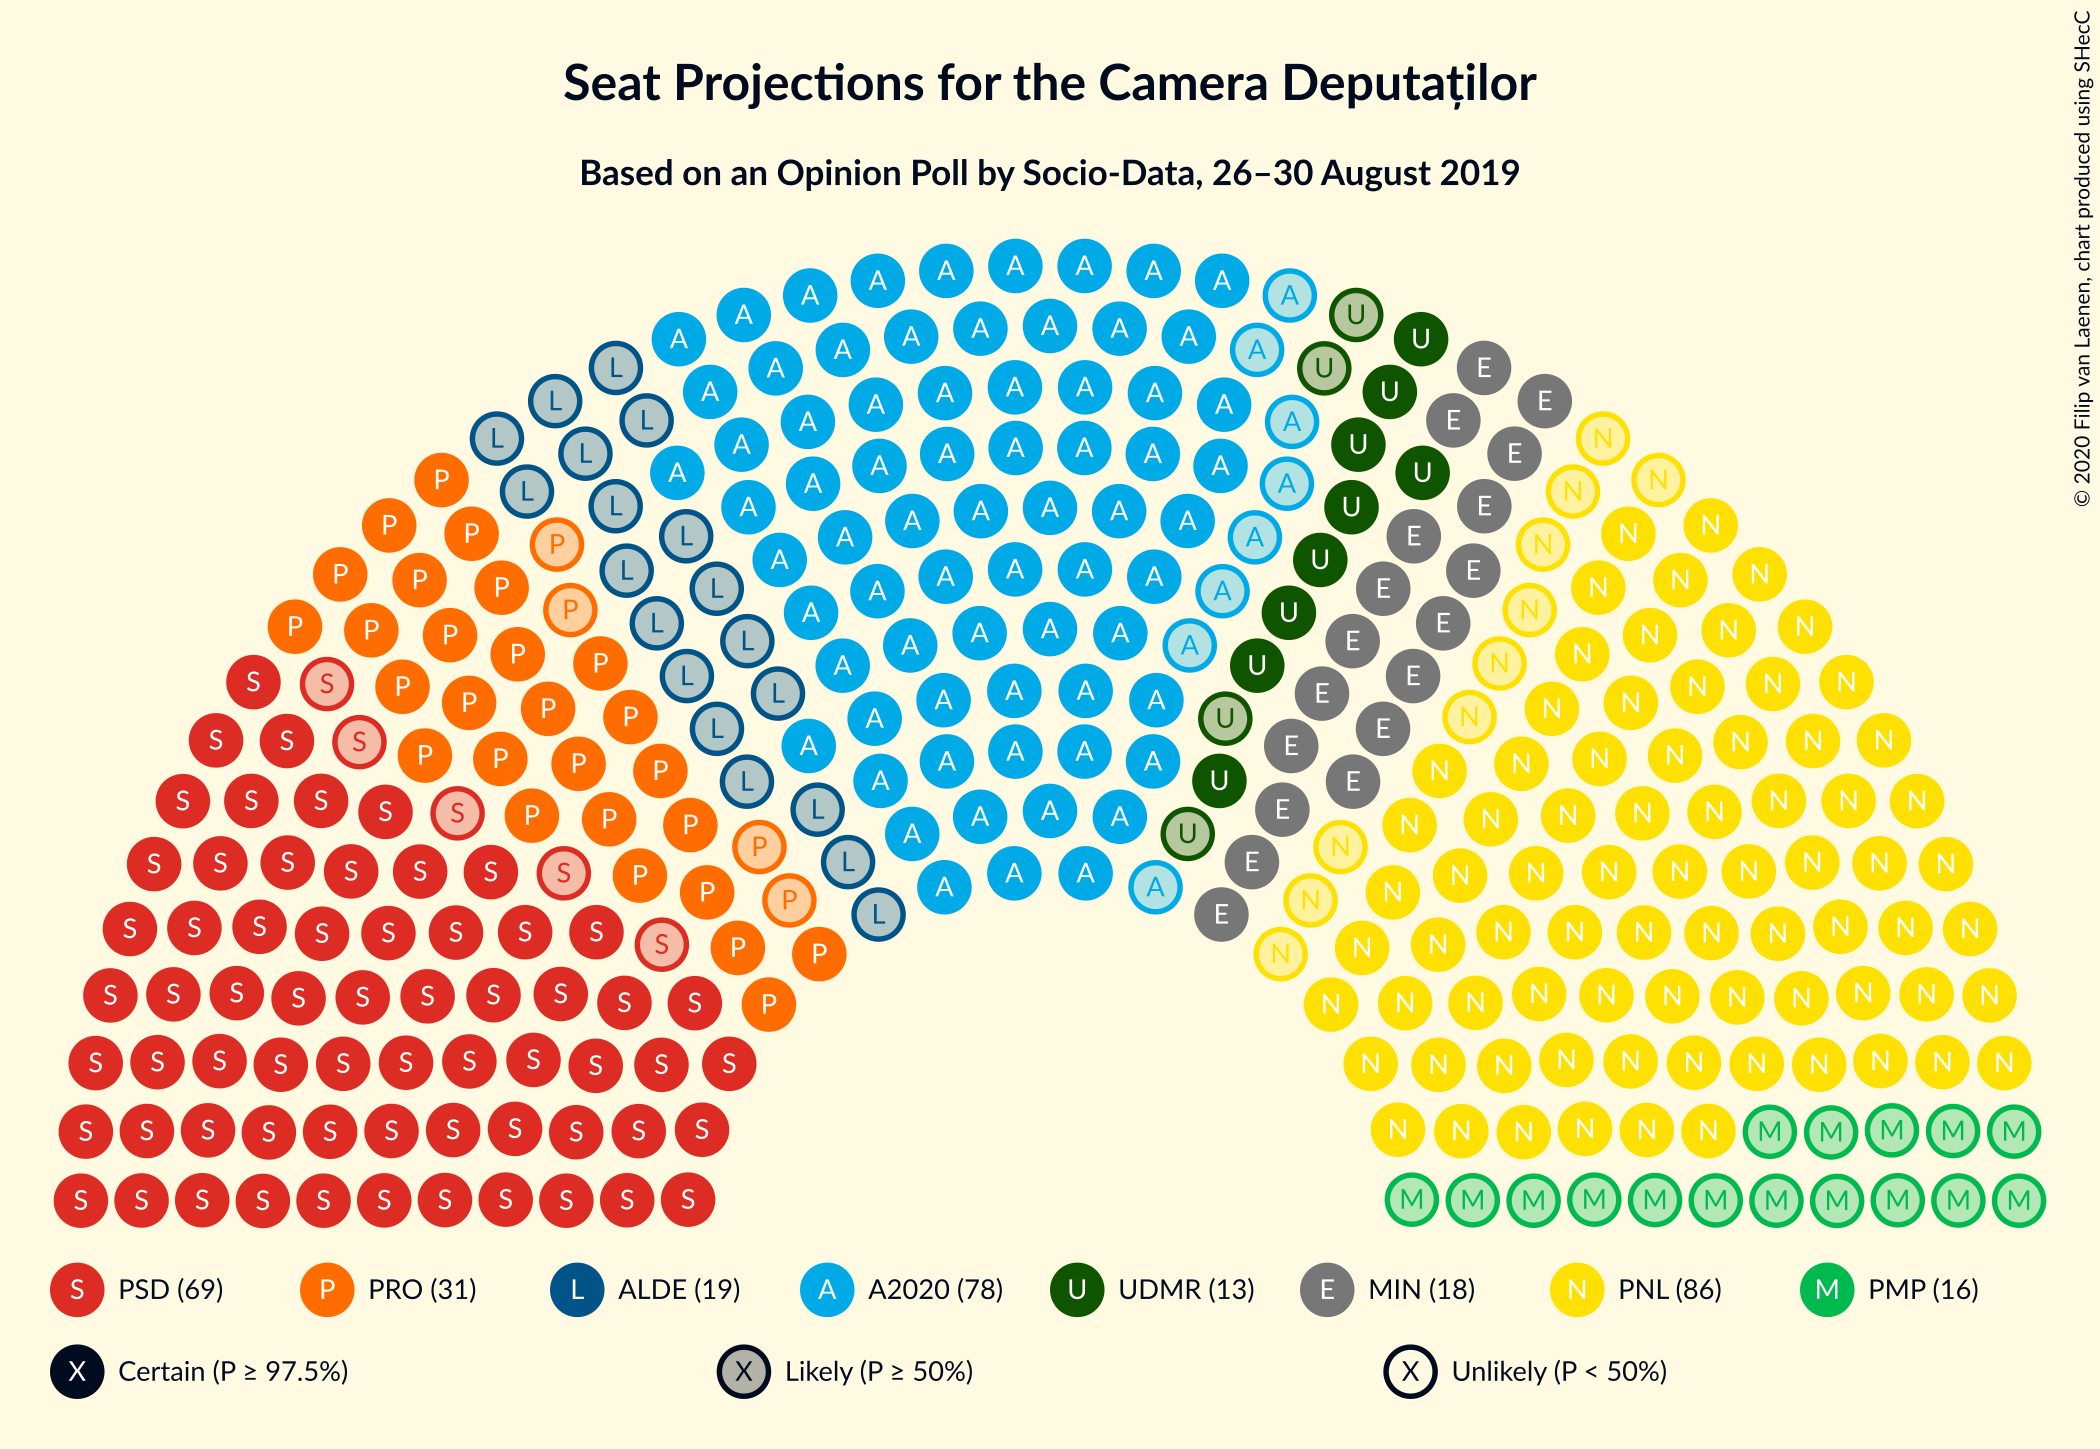 Seat Projections for the Camera Deputaților
Based on an Opinion Poll by Socio-Data, 26–30 August 2019
© 2020 Filip van Laenen, chart produced using SHecC
S PSD (69) P PRO (31) L ALDE (19) A A2020 (78) U UDMR (13) E MIN (18) N PNL (86) M PMP (16)
X Certain (P ≥ 97.5%) X Likely (P ≥ 50%) X Unlikely (P < 50%)